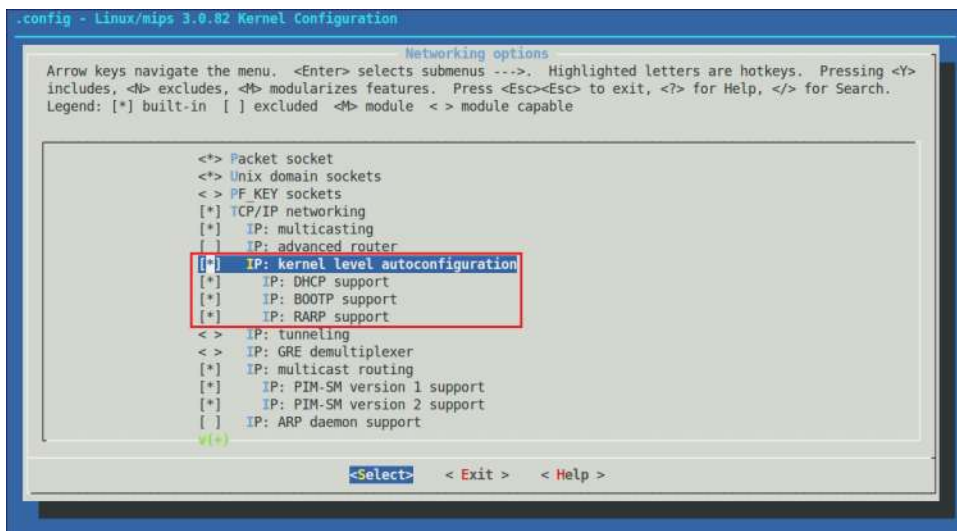 .config - Linux/mips 3.0.82 Kernel Configuration
Networking options
Arrow keys navigate the menu. <Enter> selects submenus --->. Highlighted letters are hotkeys. Pressing <Y>
includes, <N> excludes, <M> modularizes features. Press <Esc><Esc> to exit, <?> for Help, </> for Search.
Legend: [*] built-in [ ] excluded <M> module < > module capable
<*> Packet socket
<*> Unix domain sockets
< > PF_KEY sockets
[*] TCP/IP networking
[*] IP: multicasting
[ ] IP: advanced router
[*] IP: kernel level autoconfiguration
[*] IP: DHCP support
[*] IP: BOOTP support
[*] IP: RARP support
< > IP: tunneling
< > IP: GRE demultiplexer
[*] IP: multicast routing
[*] IP: PIM-SM version 1 support
[*] IP: PIM-SM version 2 support
[ ] IP: ARP daemon support
v(+)
<Select> < Exit > < Help >